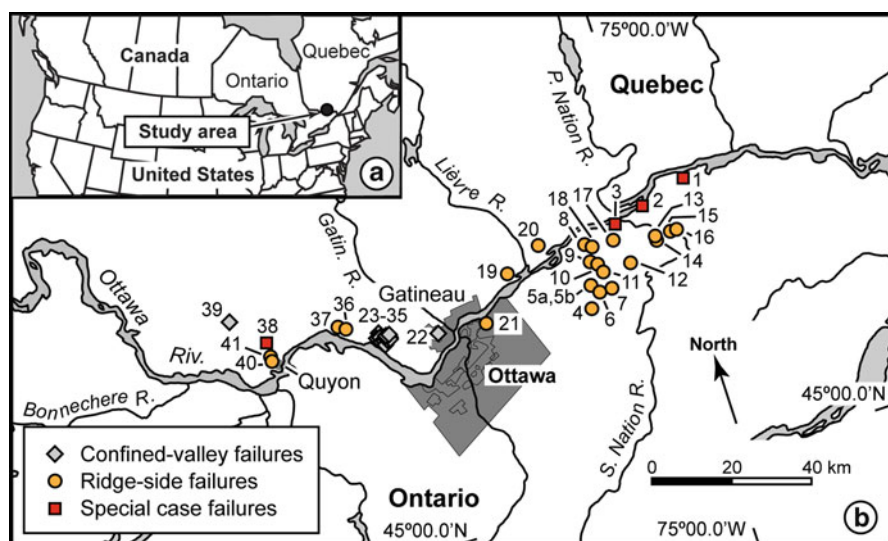 Canada
Quebec
Ontario
Study area
United States
a
75º00.0'W
Quebec
P. Nation R.
Lièvre R.
Gatin. R.
Gatineau
Ottawa
Riv.
Bonnechere R.
Quyon
Ottawa
S. Nation R.
North
45º00.0'N
1
2
3
13
15
17
18
8
16
20
9
14
19
10
11
12
5a,5b
7
6
4
21
36
37
23-35
22
39
38
41
40-
Confined-valley failures
Ridge-side failures
Special case failures
Ontario
45º00.0'N
0 20 40 km
75º00.0'W
b